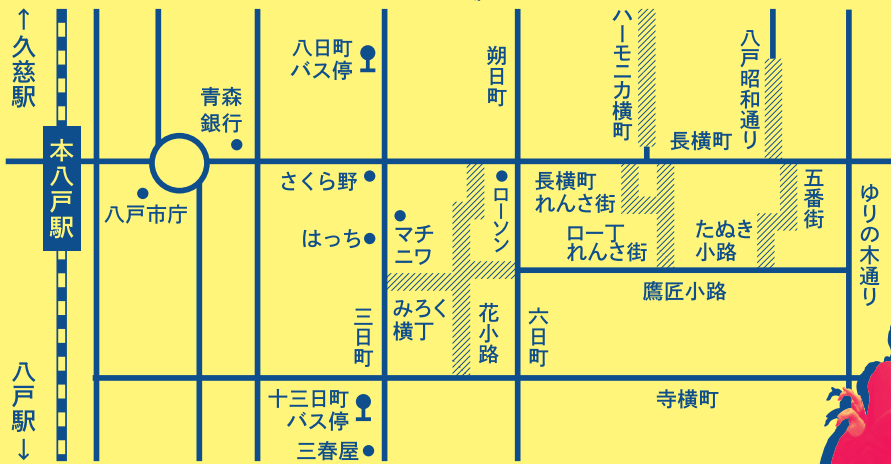 ↑久慈駅
本八戸駅
八戸駅↓
青森
銀行
八戸市庁
八日町
バス停
さくら野
はっち
三日町
十三日町
バス停
三春屋
朔日町
ローソン
マチ
ニワ
みろく
横丁
花小路
六日町
ハーモニカ横町
八戸昭和通り
長横町
長横町
れんさ街
ロー丁
れんさ街
たぬき
小路
五番街
ゆりの木通り
鷹匠小路
寺横町